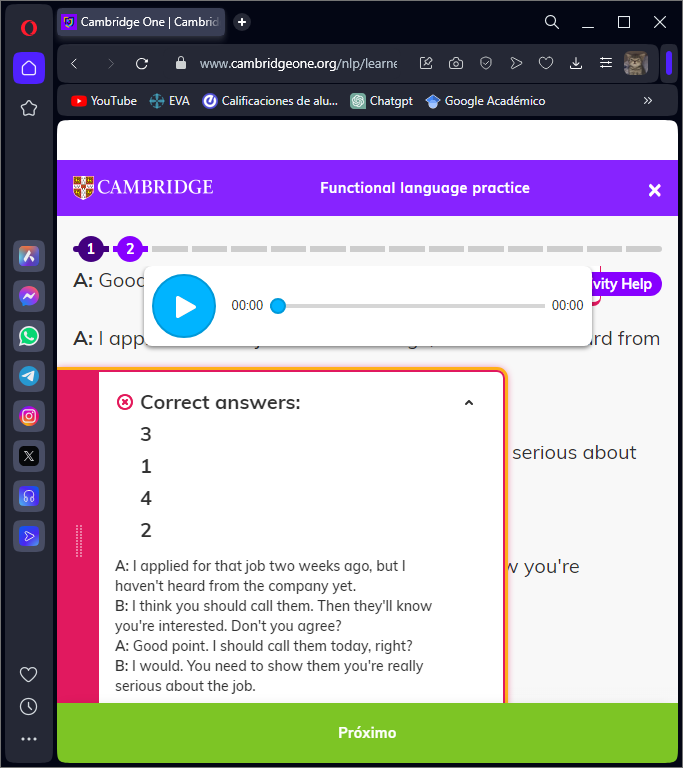 Cambridge One | Cambrid
www.cambridgeone.org/nlp/learne
YouTube EVA Calificaciones de alu... Chatgpt Google Académico »
CAMBRIDGE Functional language practice
1 2
A: Good
vity Help
00:00 00:00
A: I app
rd from
Correct answers:
3
1
4
2
serious about
w you're
A: I applied for that job two weeks ago, but I
haven't heard from the company yet.
B: I think you should call them. Then they'll know
you're interested. Don't you agree?
A: Good point. I should call them today, right?
B: I would. You need to show them you're really
serious about the job.
Próximo